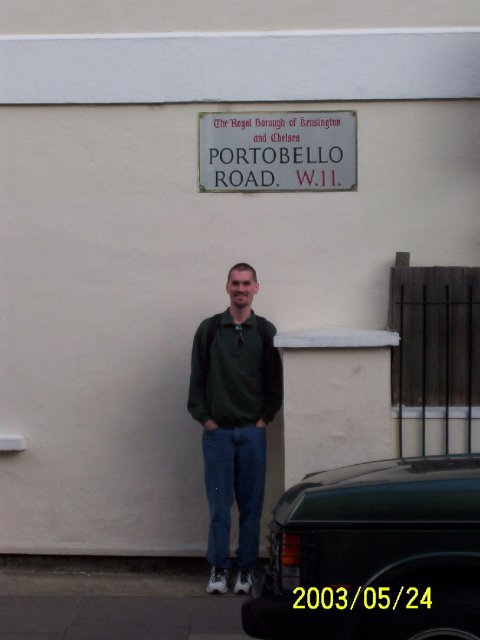 The Royal Borough of Kensington
and Chelsea
PORTOBELLO
ROAD. W.11.
2003/05/24